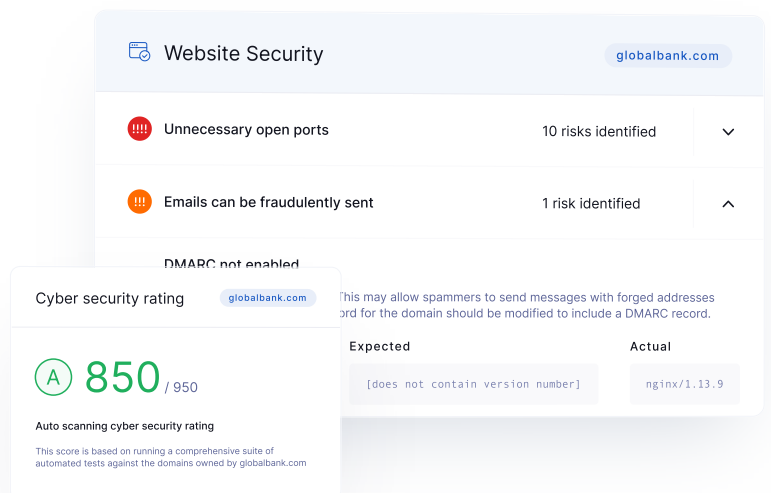 Website Security
globalbank.com
!!!! Unnecessary open ports
10 risks identified
!!! Emails can be fraudulently sent
1 risk identified
DMARC not enabled
This may allow spammers to send messages with forged addresses
for the domain should be modified to include a DMARC record.
Expected
Actual
[does not contain version number]
nginx/1.13.9
Cyber security rating
globalbank.com
A 850 / 950
Auto scanning cyber security rating
This score is based on running a comprehensive suite of
automated tests against the domains owned by globalbank.com